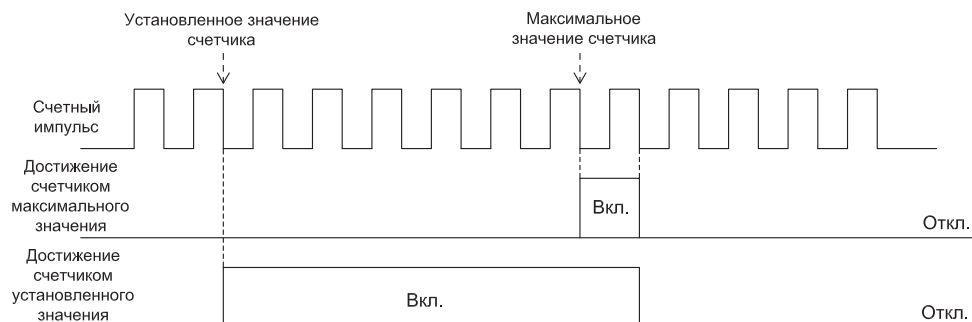 Установленное значение
счетчика
Максимальное
значение счетчика
Счетный
импульс
Достижение
счетчиком
максимального
значения
Вкл.
Откл.
Достижение
счетчиком
установленного
значения
Вкл.
Откл.